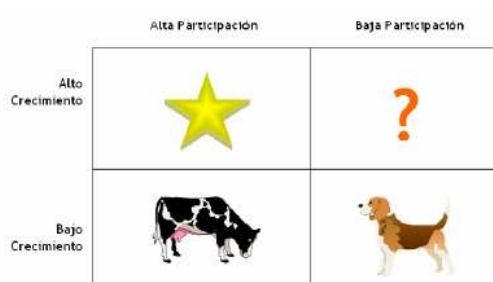 Alta Participación
Baja Participación
Alto
Crecimiento
?
Bajo
Crecimiento